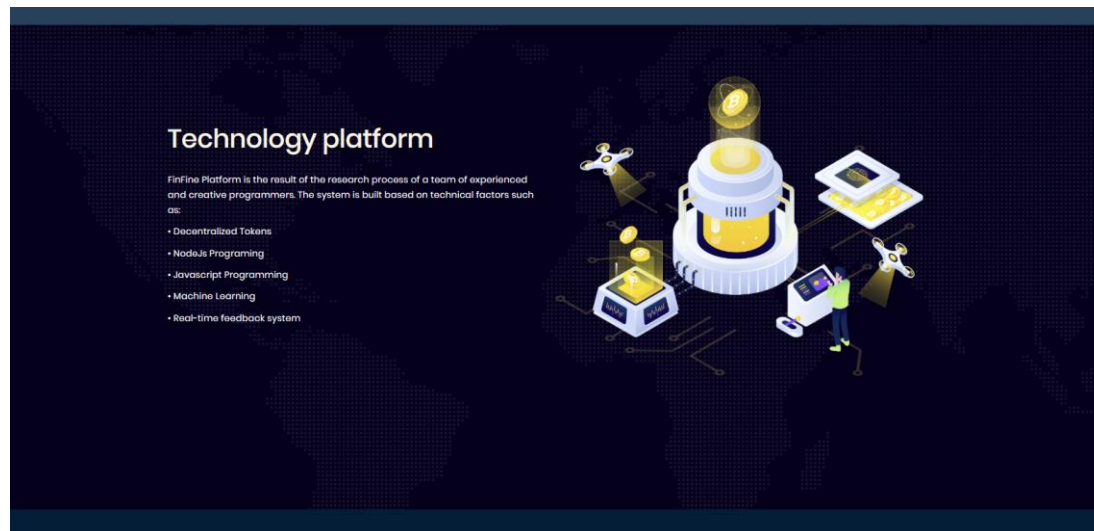 Technology platform
FinFine Platform is the result of the research process of a team of experienced
and creative programmers. The system is built based on technical factors such
as:
• Decentralized Tokens
• NodeJs Programing
• Javascript Programming
• Machine Learning
• Real-time feedback system